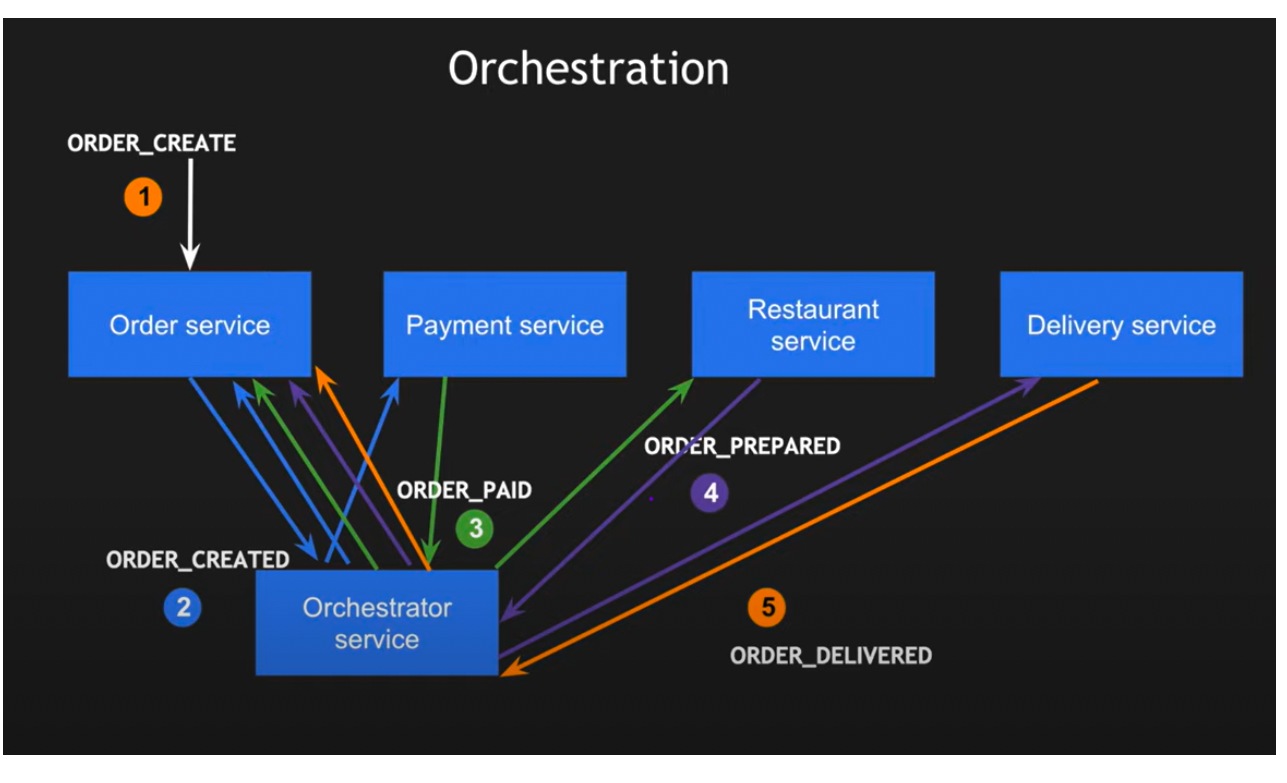 Orchestration
ORDER_CREATE
1
Order service
Payment service
Restaurant
service
Delivery service
ORDER_PREPARED
4
ORDER_PAID
3
ORDER_CREATED
2
Orchestrator
service
5
ORDER_DELIVERED